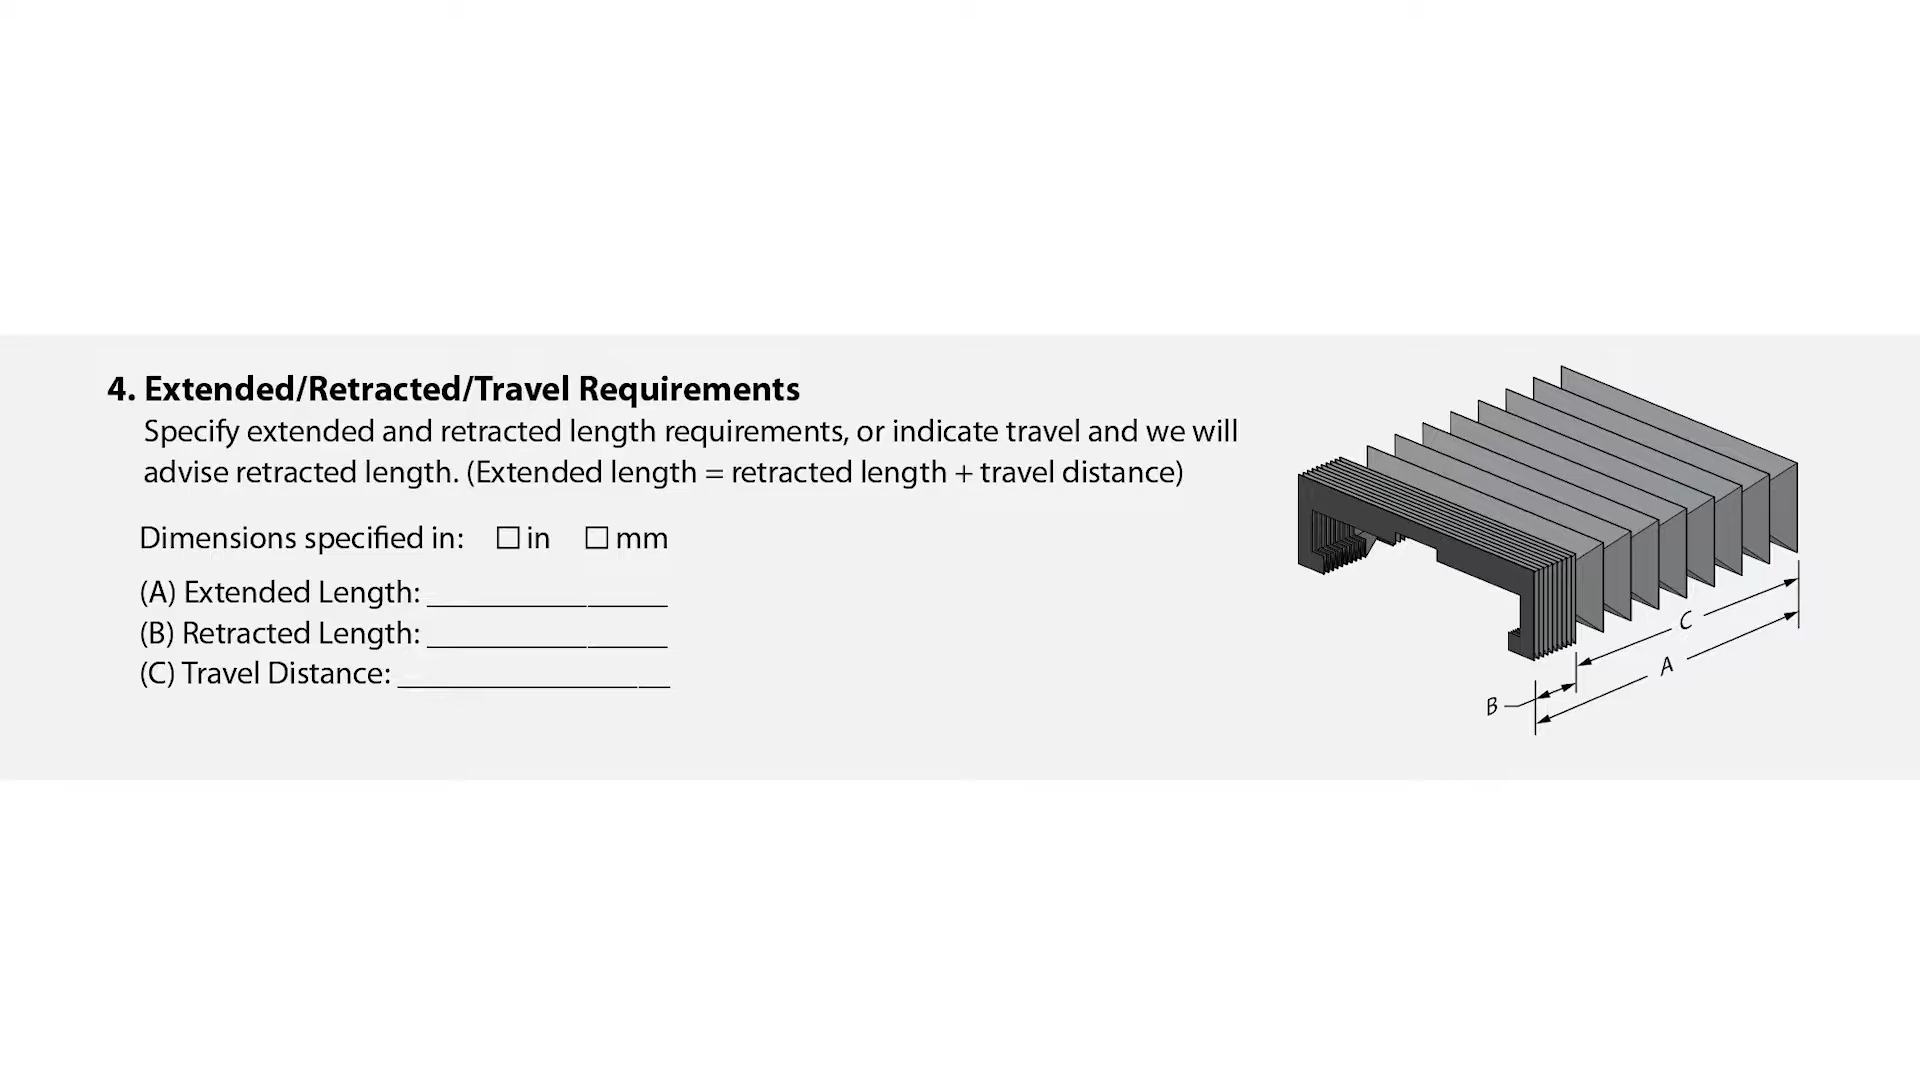 4. Extended/Retracted/Travel Requirements
Specify extended and retracted length requirements, or indicate travel and we will
advise retracted length. (Extended length = retracted length + travel distance)
Dimensions specified in: ☐ in ☐ mm
(A) Extended Length: _______________
(B) Retracted Length: _______________
(C) Travel Distance: _________________
C
A
B